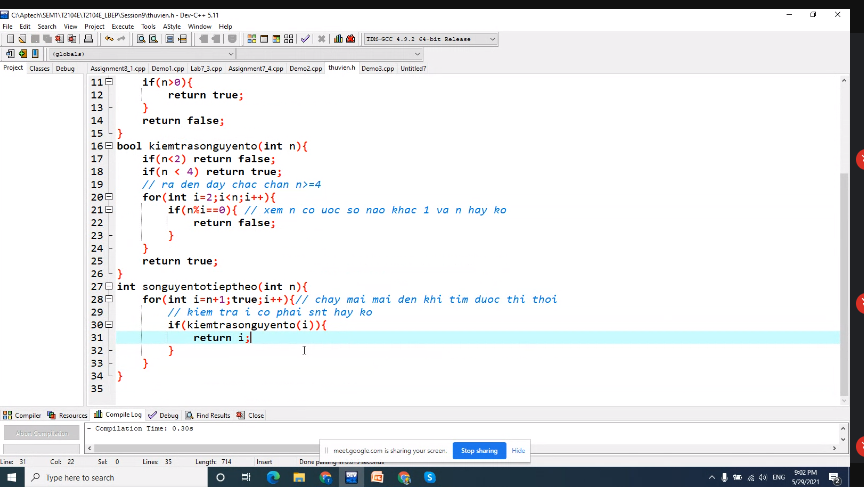 C:\Aptech\SEM1\T2104E\T2104E_LBEP\Session9\thuvien.h - Dev-C++ 5.11
File Edit Search View Project Execute Tools AStyle Window Help
TDM-GCC 4.9.2 64-bit Release
(globals)
Project Classes Debug Assignment8_1.cpp Demo1.cpp Lab7_3.cpp Assignment7_4.cpp Demo2.cpp thuvien.h Demo3.cpp Untitled7
11 if(n>0){
12 return true;
13 }
14 return false;
15 }
16 bool kiemtrasonguyento(int n){
17 if(n<2) return false;
18 if(n < 4) return true;
19 // ra den day chac chan n>=4
20 for(int i=2;i<n;i++){
21 if(n%i==0){ // xem n co uoc so nao khac 1 va n hay ko
22 return false;
23 }
24 }
25 return true;
26 }
27 int songuyentotieptheo(int n){
28 for(int i=n+1;true;i++){// chay mai mai den khi tim duoc thi thoi
29 // kiem tra i co phai snt hay ko
30 if(kiemtrasonguyento(i)){
31 return i;
32 }
33 }
34 }
35
Compiler Resources Compile Log Debug Find Results Close
Abort Compilation
- Compilation Time: 0.30s
meet.google.com is sharing your screen. Stop sharing Hide
Line: 31 Col: 22 Sel: 0 Lines: 35 Length: 714 Insert
Type here to search
ENG
9:02 PM
5/29/2021